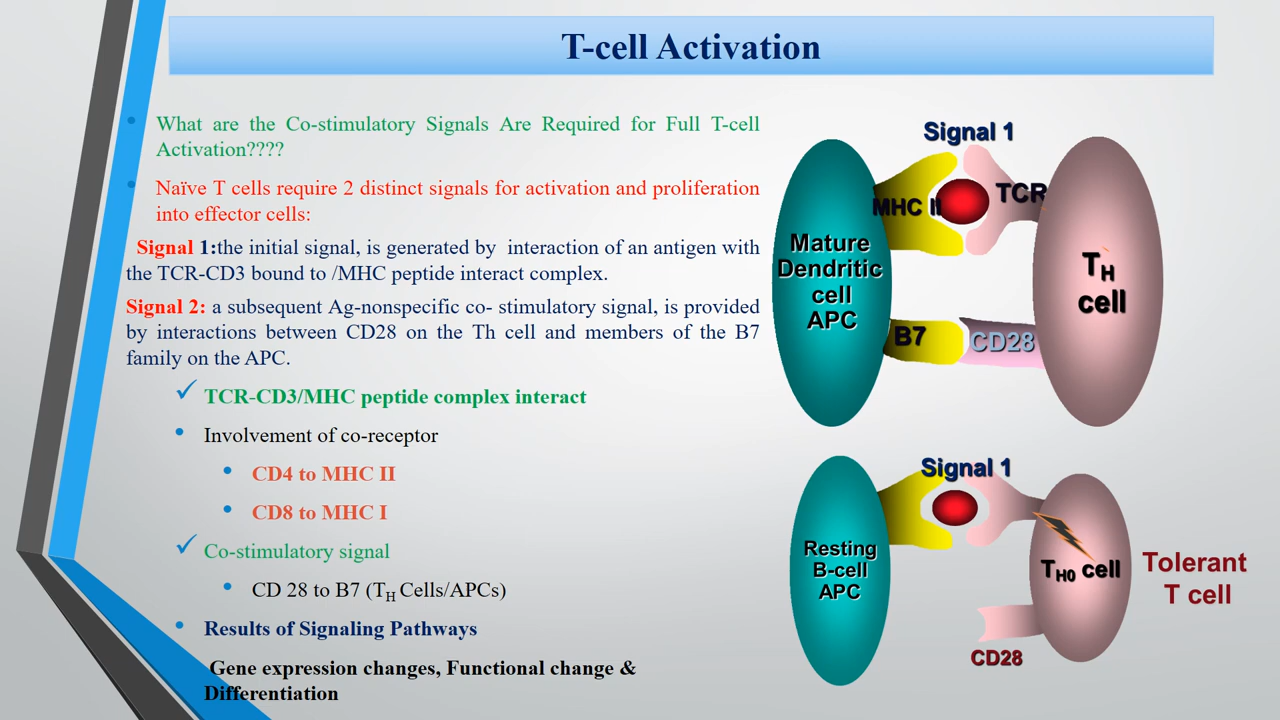 T-cell Activation
What are the Co-stimulatory Signals Are Required for Full T-cell
Activation????
Naïve T cells require 2 distinct signals for activation and proliferation
into effector cells:
Signal 1:the initial signal, is generated by interaction of an antigen with
the TCR-CD3 bound to /MHC peptide interact complex.
Signal 2: a subsequent Ag-nonspecific co- stimulatory signal, is provided
by interactions between CD28 on the Th cell and members of the B7
family on the APC.
✓ TCR-CD3/MHC peptide complex interact
• Involvement of co-receptor
• CD4 to MHC II
• CD8 to MHC I
✓ Co-stimulatory signal
• CD 28 to B7 (TH Cells/APCs)
• Results of Signaling Pathways
Gene expression changes, Functional change &
Differentiation
Signal 1
MHC II
TCR
Mature
Dendritic
cell
APC
TH
cell
B7
CD28
Signal 1
Resting
B-cell
APC
TH0 cell
Tolerant
T cell
CD28